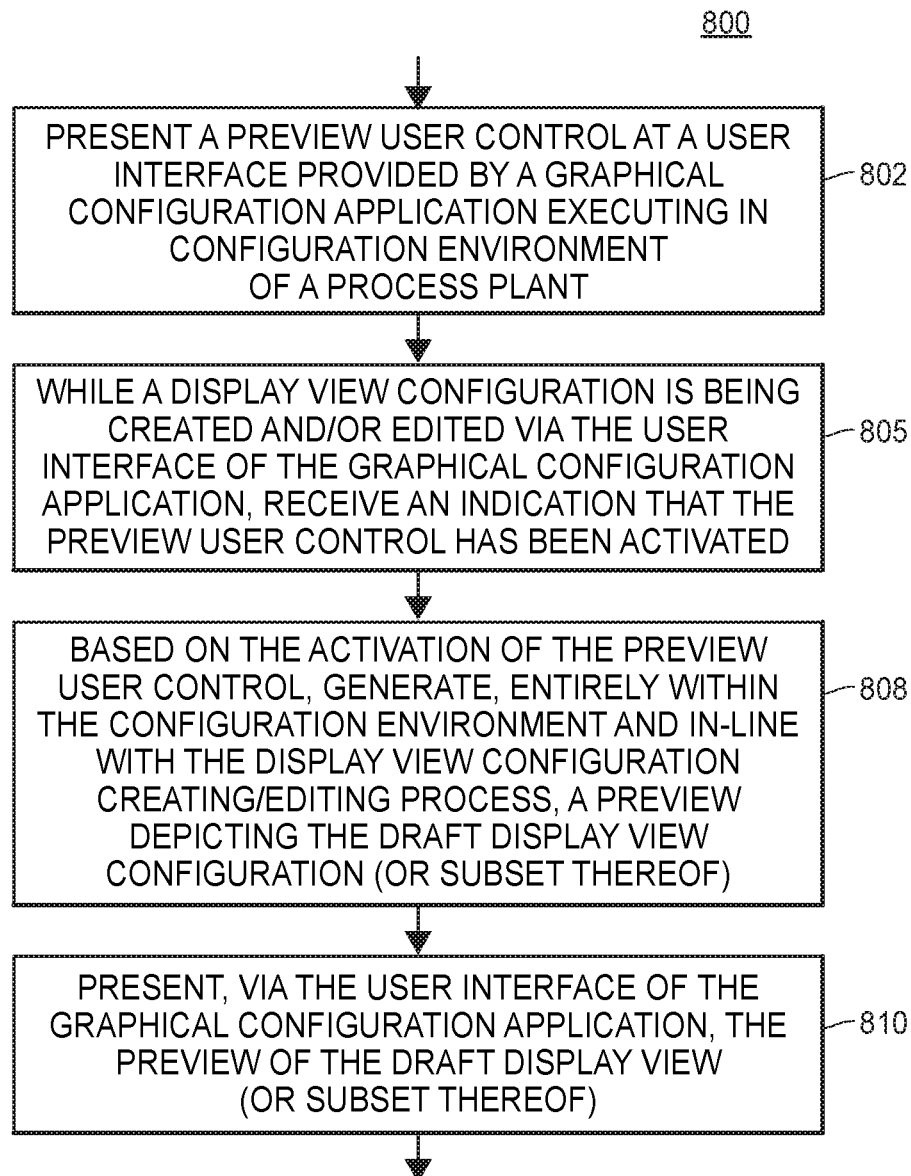 800
PRESENT A PREVIEW USER CONTROL AT A USER
INTERFACE PROVIDED BY A GRAPHICAL
CONFIGURATION APPLICATION EXECUTING IN
CONFIGURATION ENVIRONMENT
OF A PROCESS PLANT
802
WHILE A DISPLAY VIEW CONFIGURATION IS BEING
CREATED AND/OR EDITED VIA THE USER
INTERFACE OF THE GRAPHICAL CONFIGURATION
APPLICATION, RECEIVE AN INDICATION THAT THE
PREVIEW USER CONTROL HAS BEEN ACTIVATED
805
BASED ON THE ACTIVATION OF THE PREVIEW
USER CONTROL, GENERATE, ENTIRELY WITHIN
THE CONFIGURATION ENVIRONMENT AND IN-LINE
WITH THE DISPLAY VIEW CONFIGURATION
CREATING/EDITING PROCESS, A PREVIEW
DEPICTING THE DRAFT DISPLAY VIEW
CONFIGURATION (OR SUBSET THEREOF)
808
PRESENT, VIA THE USER INTERFACE OF THE
GRAPHICAL CONFIGURATION APPLICATION, THE
PREVIEW OF THE DRAFT DISPLAY VIEW
(OR SUBSET THEREOF)
810